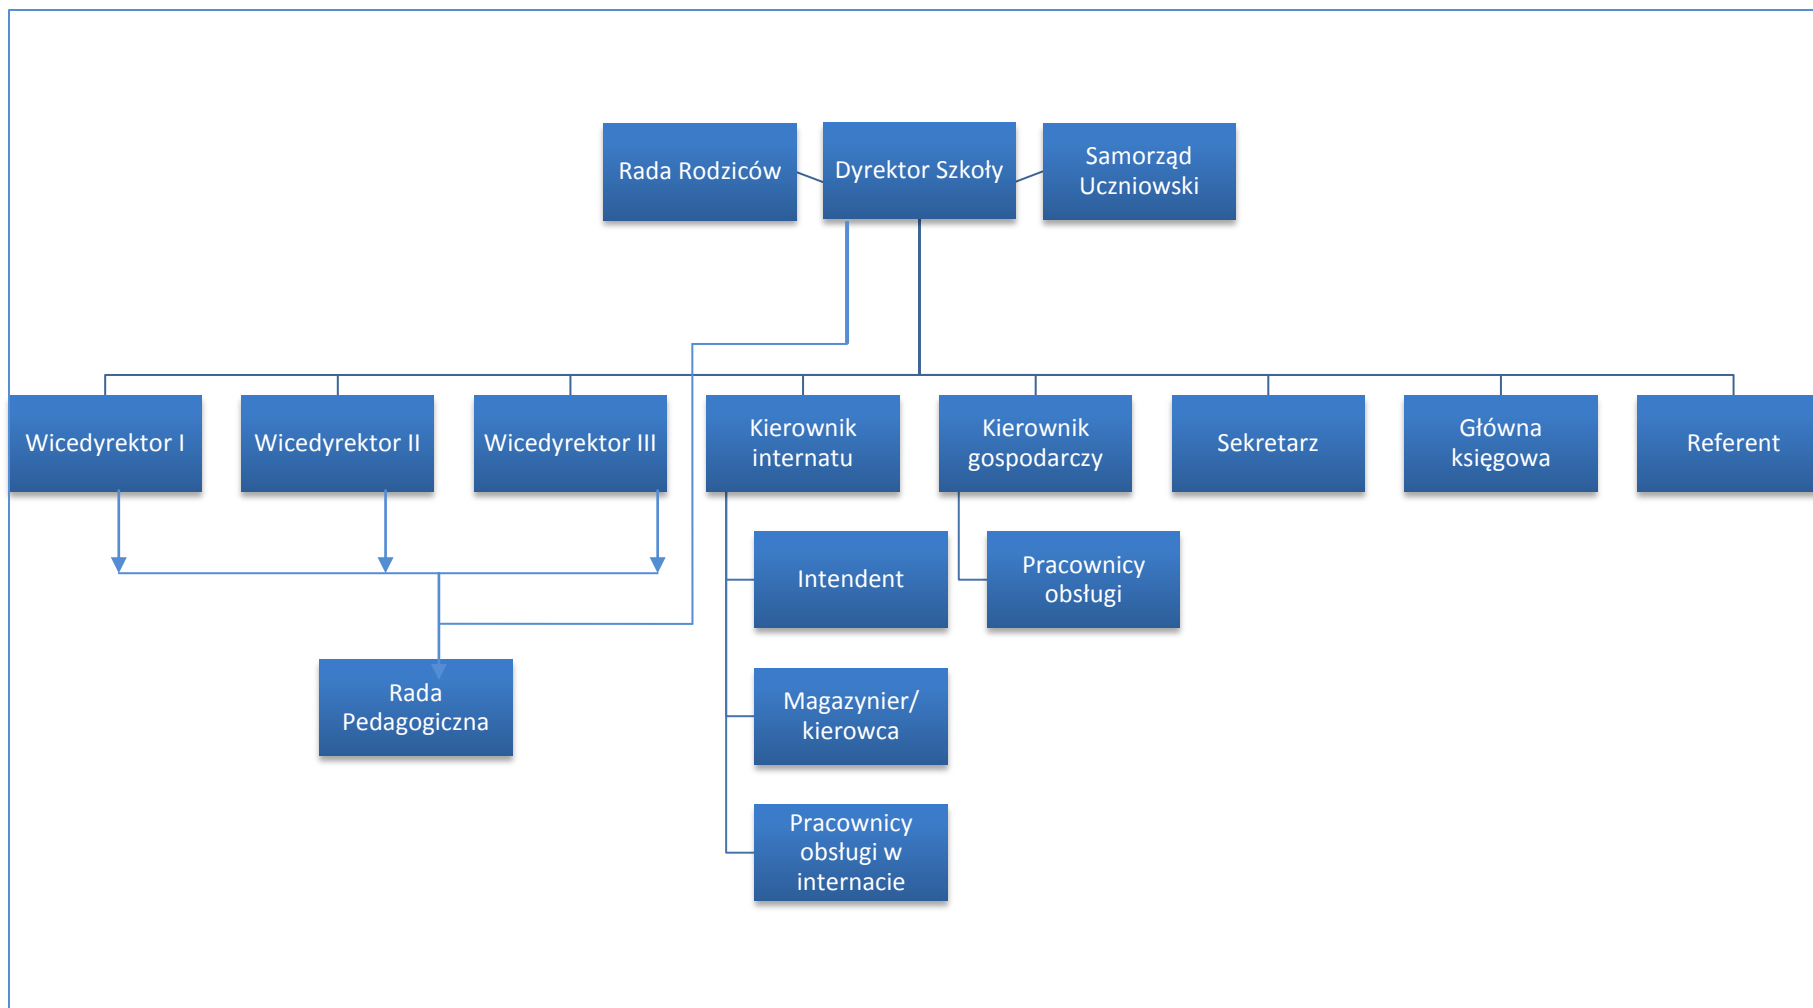 Rada Rodziców
Dyrektor Szkoły
Samorząd
Uczniowski
Wicedyrektor I
Wicedyrektor II
Wicedyrektor III
Kierownik
internatu
Kierownik
gospodarczy
Sekretarz
Główna
księgowa
Referent
Intendent
Pracownicy
obsługi
Rada
Pedagogiczna
Magazynier/
kierowca
Pracownicy
obsługi w
internacie